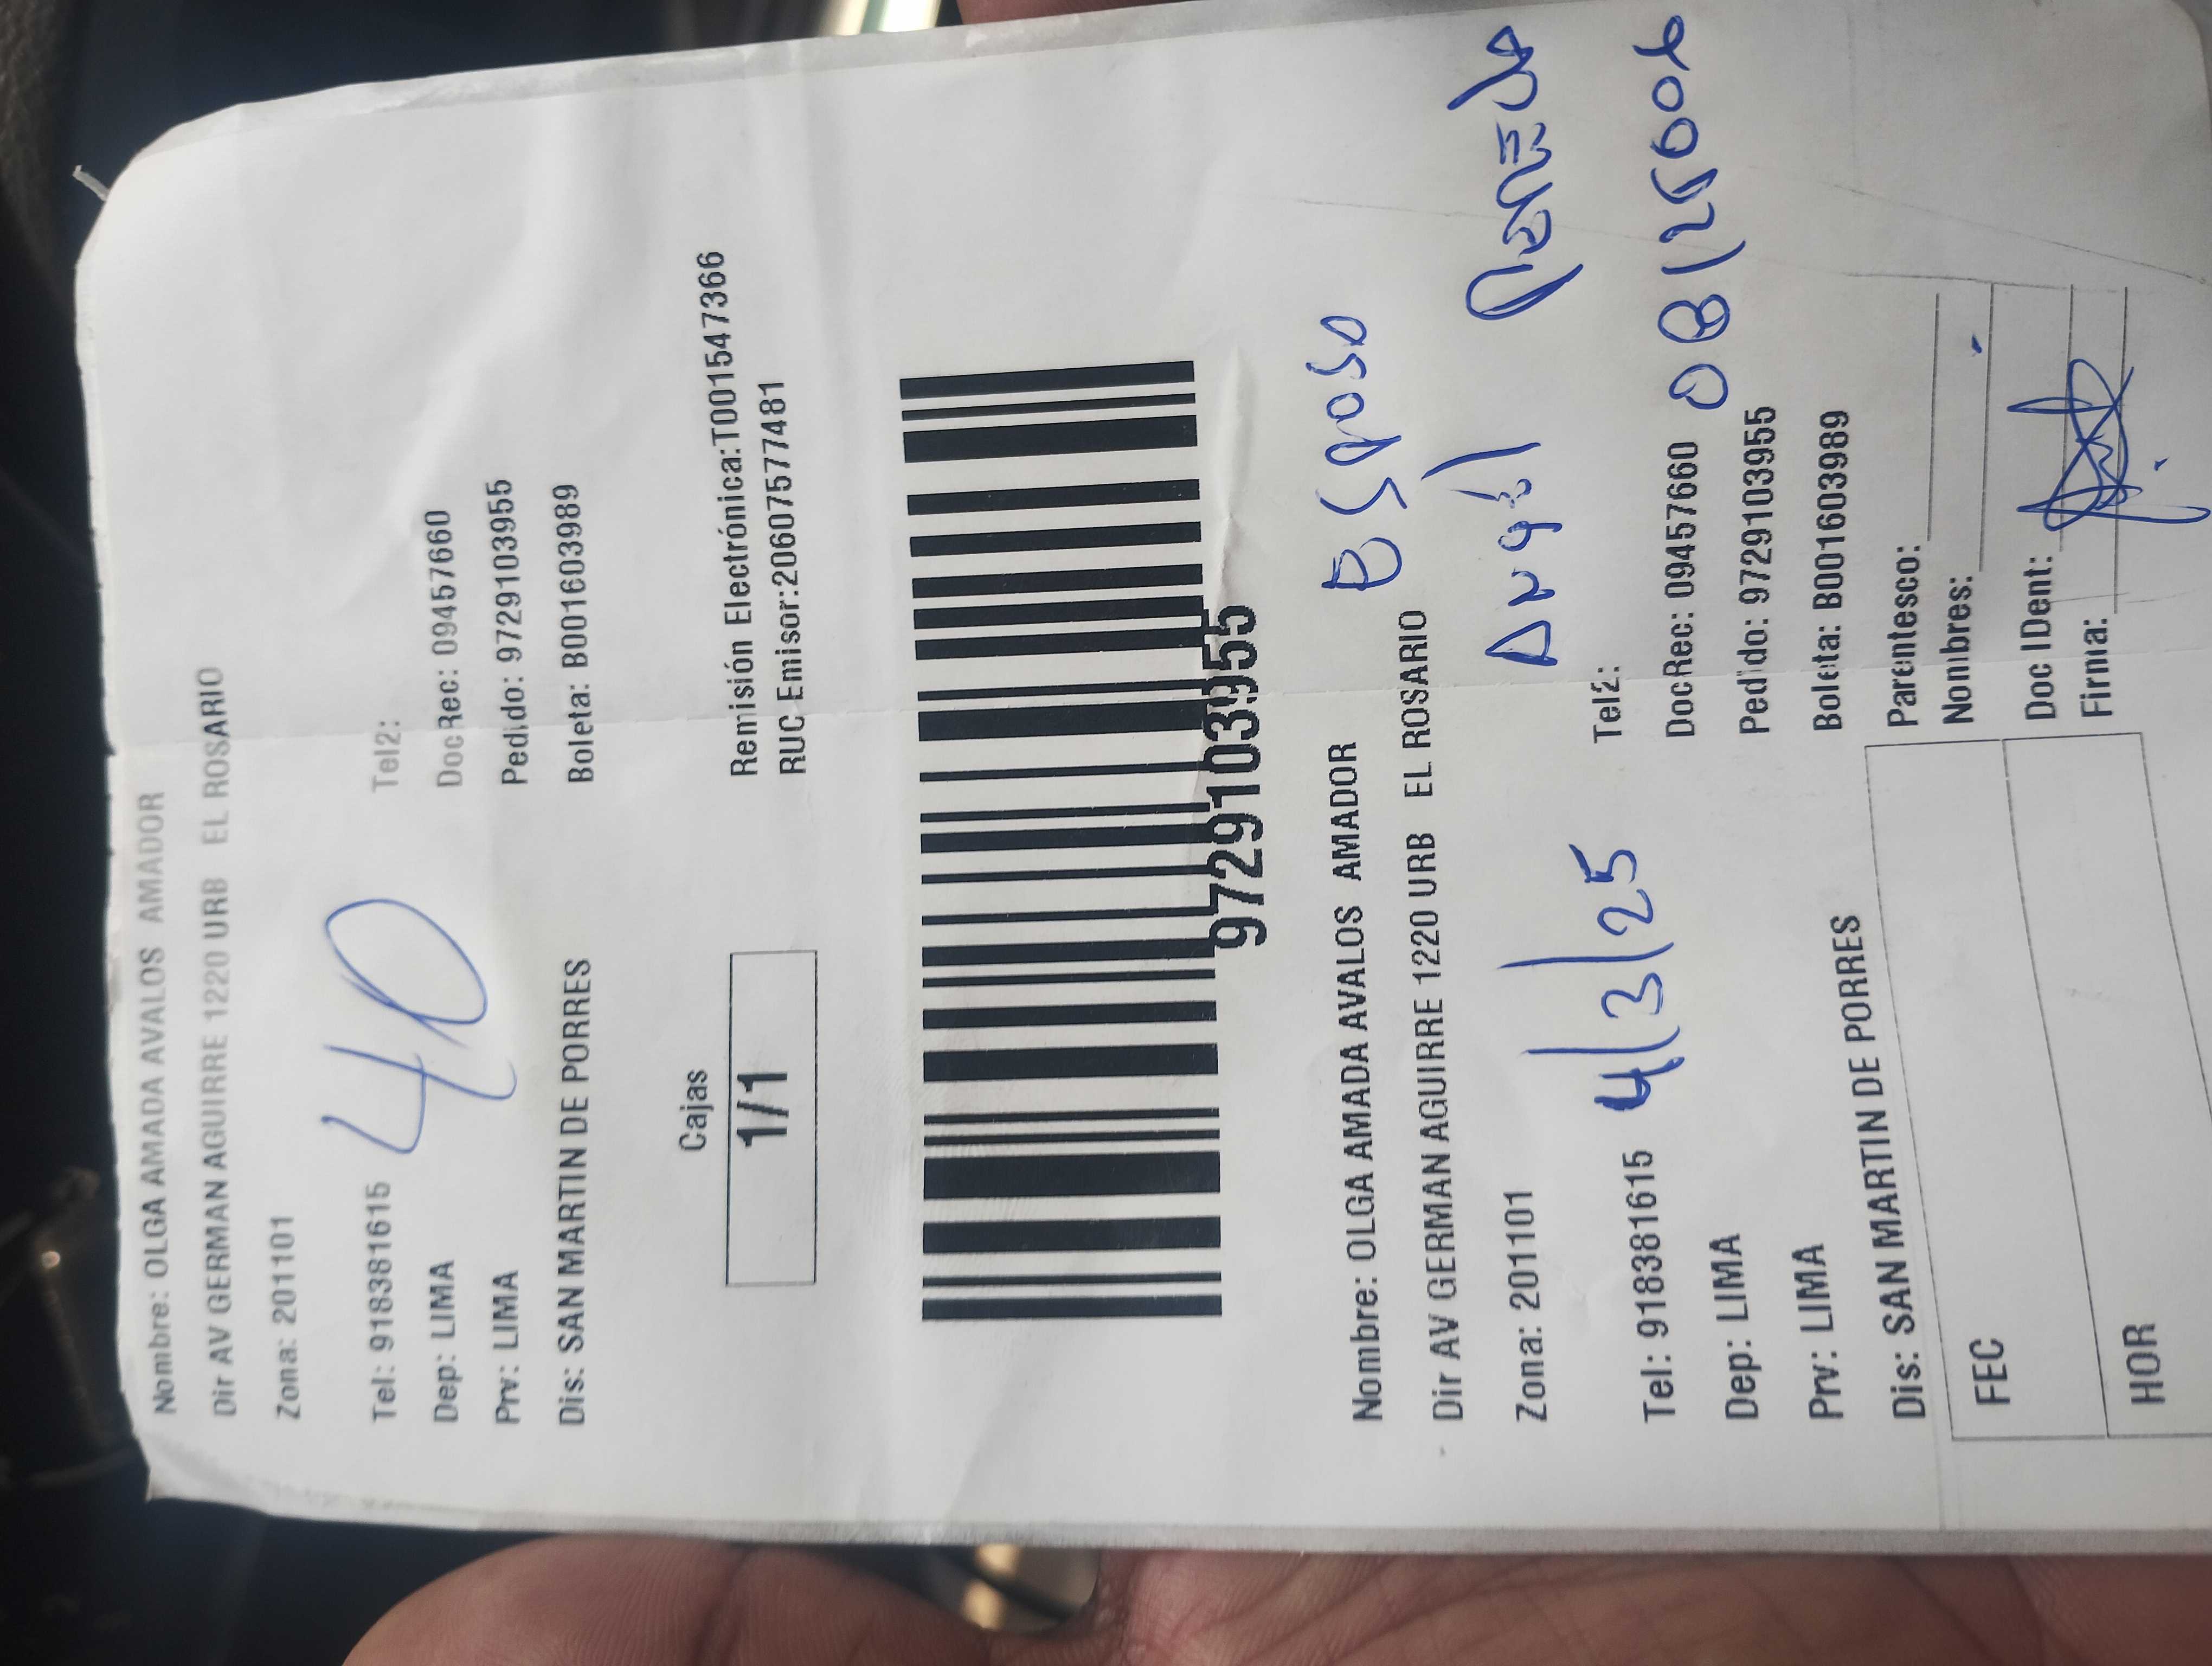 Nombre: OLGA AMADA AVALOS AMADOR
Dir AV GERMAN AGUIRRE 1220 URB EL ROSARIO
Zona: 201101
Tel: 918381615 40 Tel2:
Dep: LIMA DocRec: 09457660
Prv: LIMA Pedido: 9729103955
Dis: SAN MARTIN DE PORRES Boleta: B001603989
Cajas
1/1
Remisión Electrónica:T001547366
RUC Emisor:20607577481
9729103955
Esposo
Nombre: OLGA AMADA AVALOS AMADOR
Dir AV GERMAN AGUIRRE 1220 URB EL ROSARIO
Angel
Zona: 201101
Tel: 918381615 4/3/25 Tel2:
Dep: LIMA DocRec: 09457660
Prv: LIMA Pedido: 9729103955
Dis: SAN MARTIN DE PORRES Boleta: B001603989
FEC
HOR
Parentesco:
Nombres:
Doc IDent:
Firma: